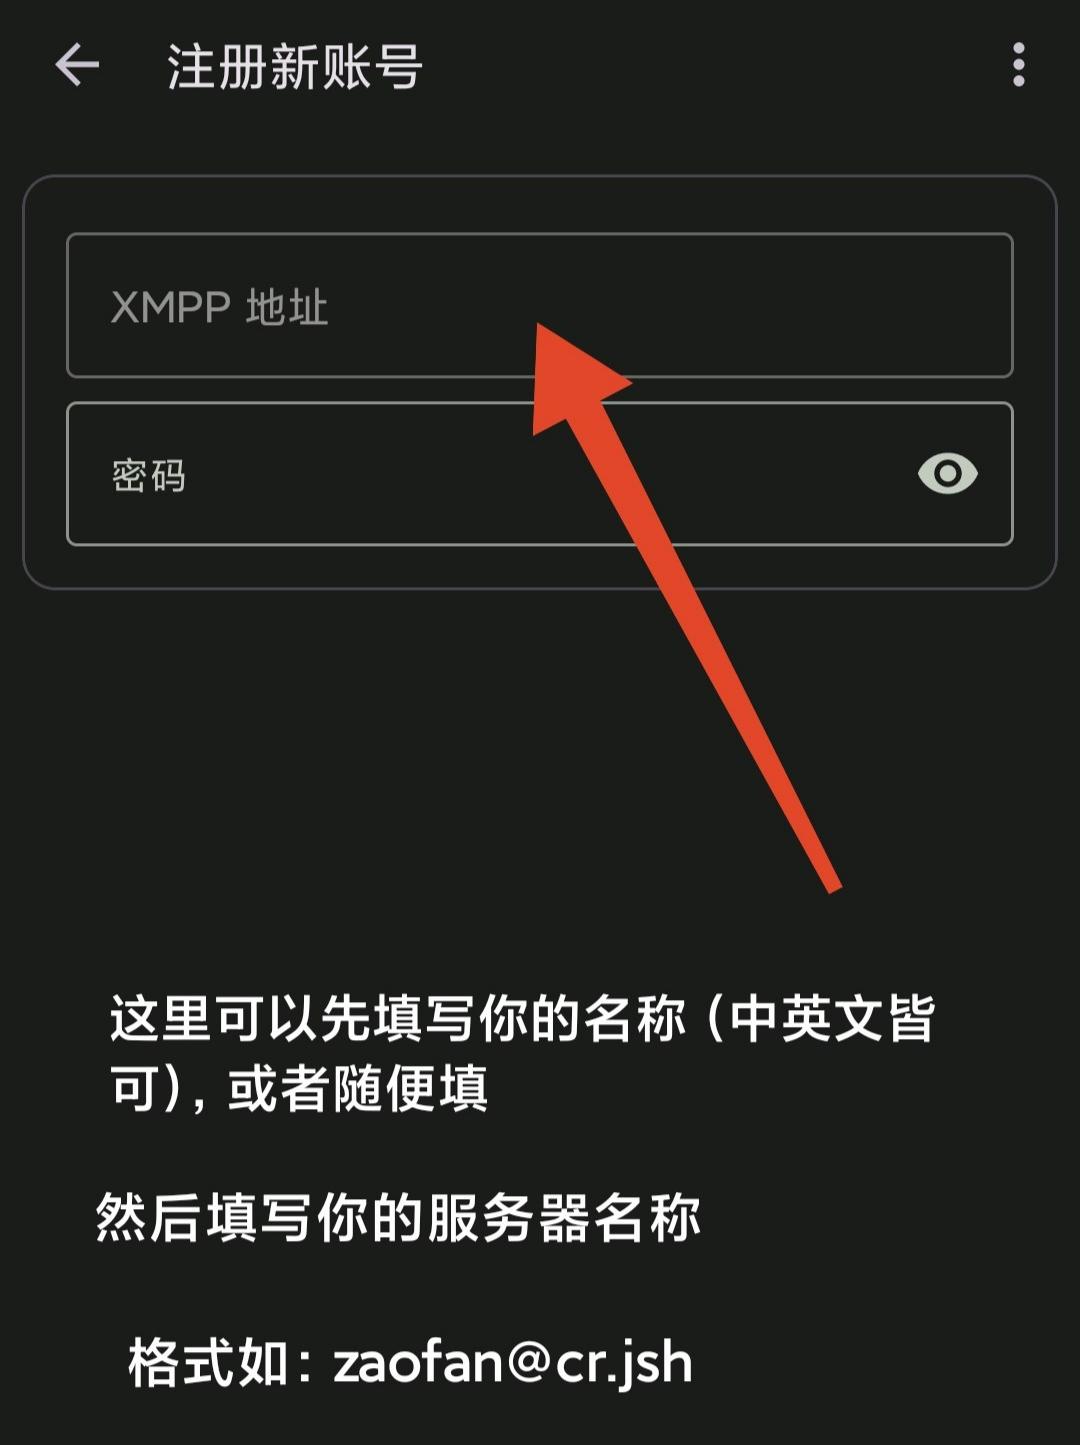 注册新账号
XMPP 地址
密码
这里可以先填写你的名称（中英文皆
可），或者随便填
然后填写你的服务器名称
格式如：zaofan@cr.jsh